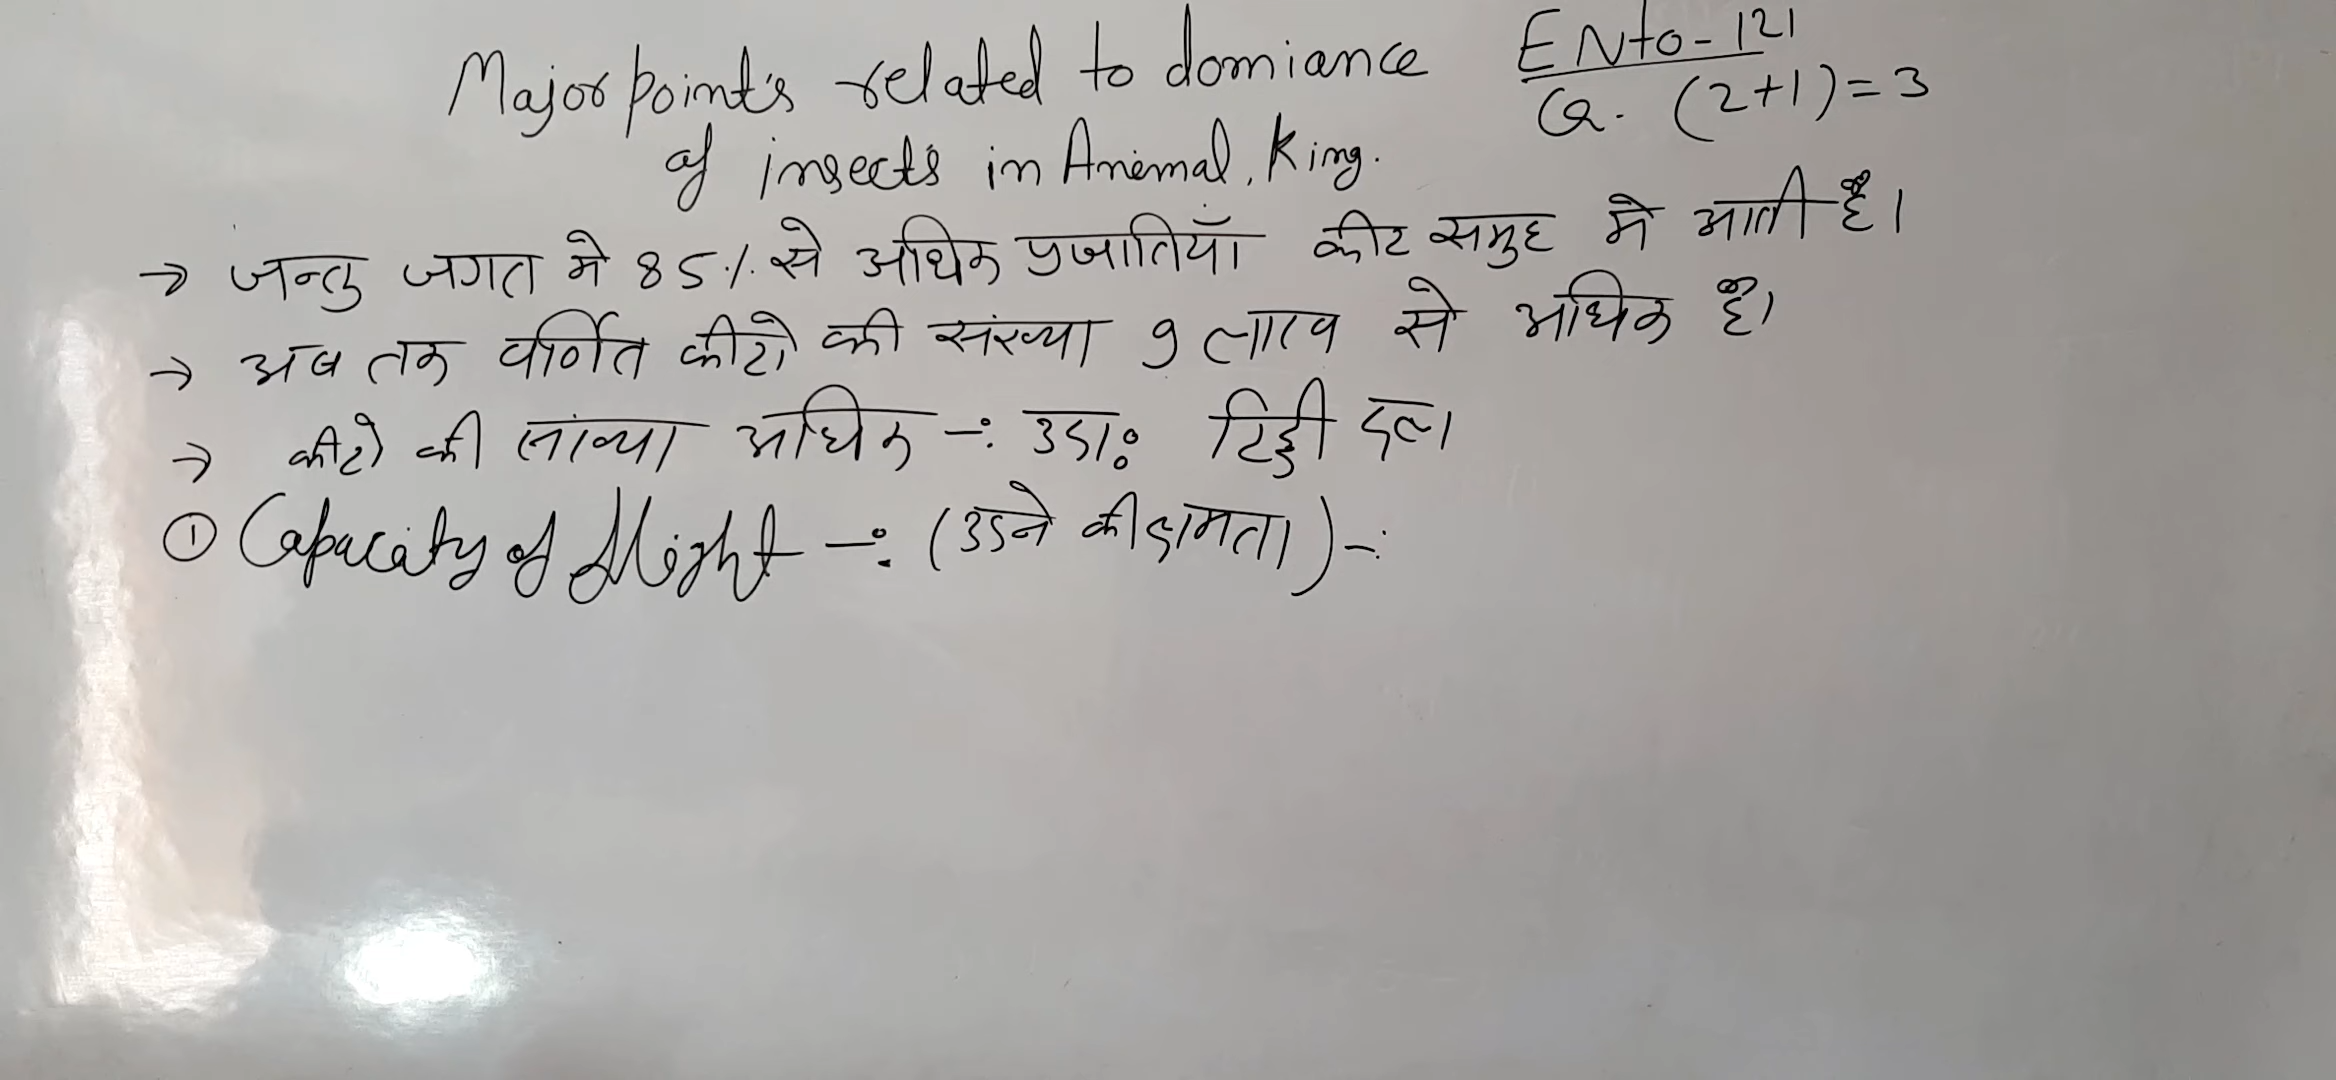 Major points related to domiance
of insects in Animal. King.
ENto-121
Q. (2+1)=3
→ जन्तु जगत मे 85% से अधिक प्रजातियाँ कीट समुह मे आती है।
→ अब तक वर्णित कीटो की संख्या 9 लाख से अधिक है।
→ कीटो की सांख्या अधिक -: उदा॰ टिड्डी दल।
① Capacity of flight -: (उडने की क्षमता) -: